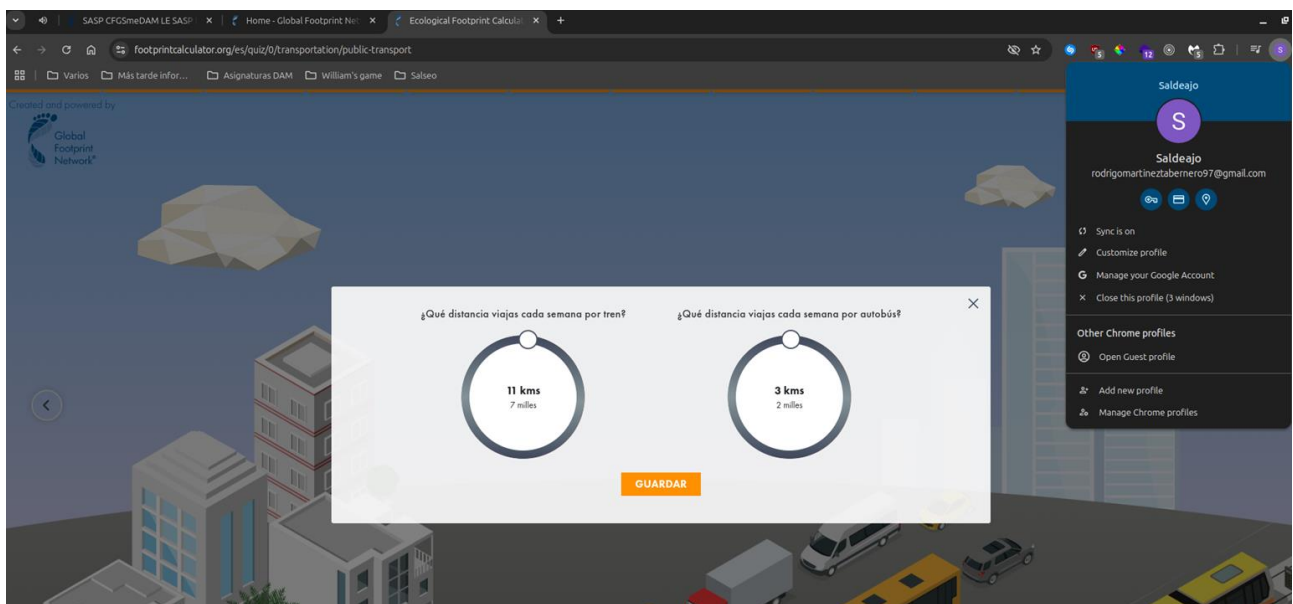 SASP CFGSmeDAM LE SASP
Home - Global Footprint Net
Ecological Footprint Calculat
footprintcalculator.org/es/quiz/0/transportation/public-transport
5
12
5
S
Varios
Más tarde infor...
Asignaturas DAM
William's game
Salseo
Created and powered by
Global
Footprint
Network®
¿Qué distancia viajas cada semana por tren?
11 kms
7 milles
¿Qué distancia viajas cada semana por autobús?
3 kms
2 milles
GUARDAR
Saldeajo
S
Saldeajo
rodrigomartineztabernero97@gmail.com
Sync is on
Customize profile
G Manage your Google Account
Close this profile (3 windows)
Other Chrome profiles
Open Guest profile
Add new profile
Manage Chrome profiles